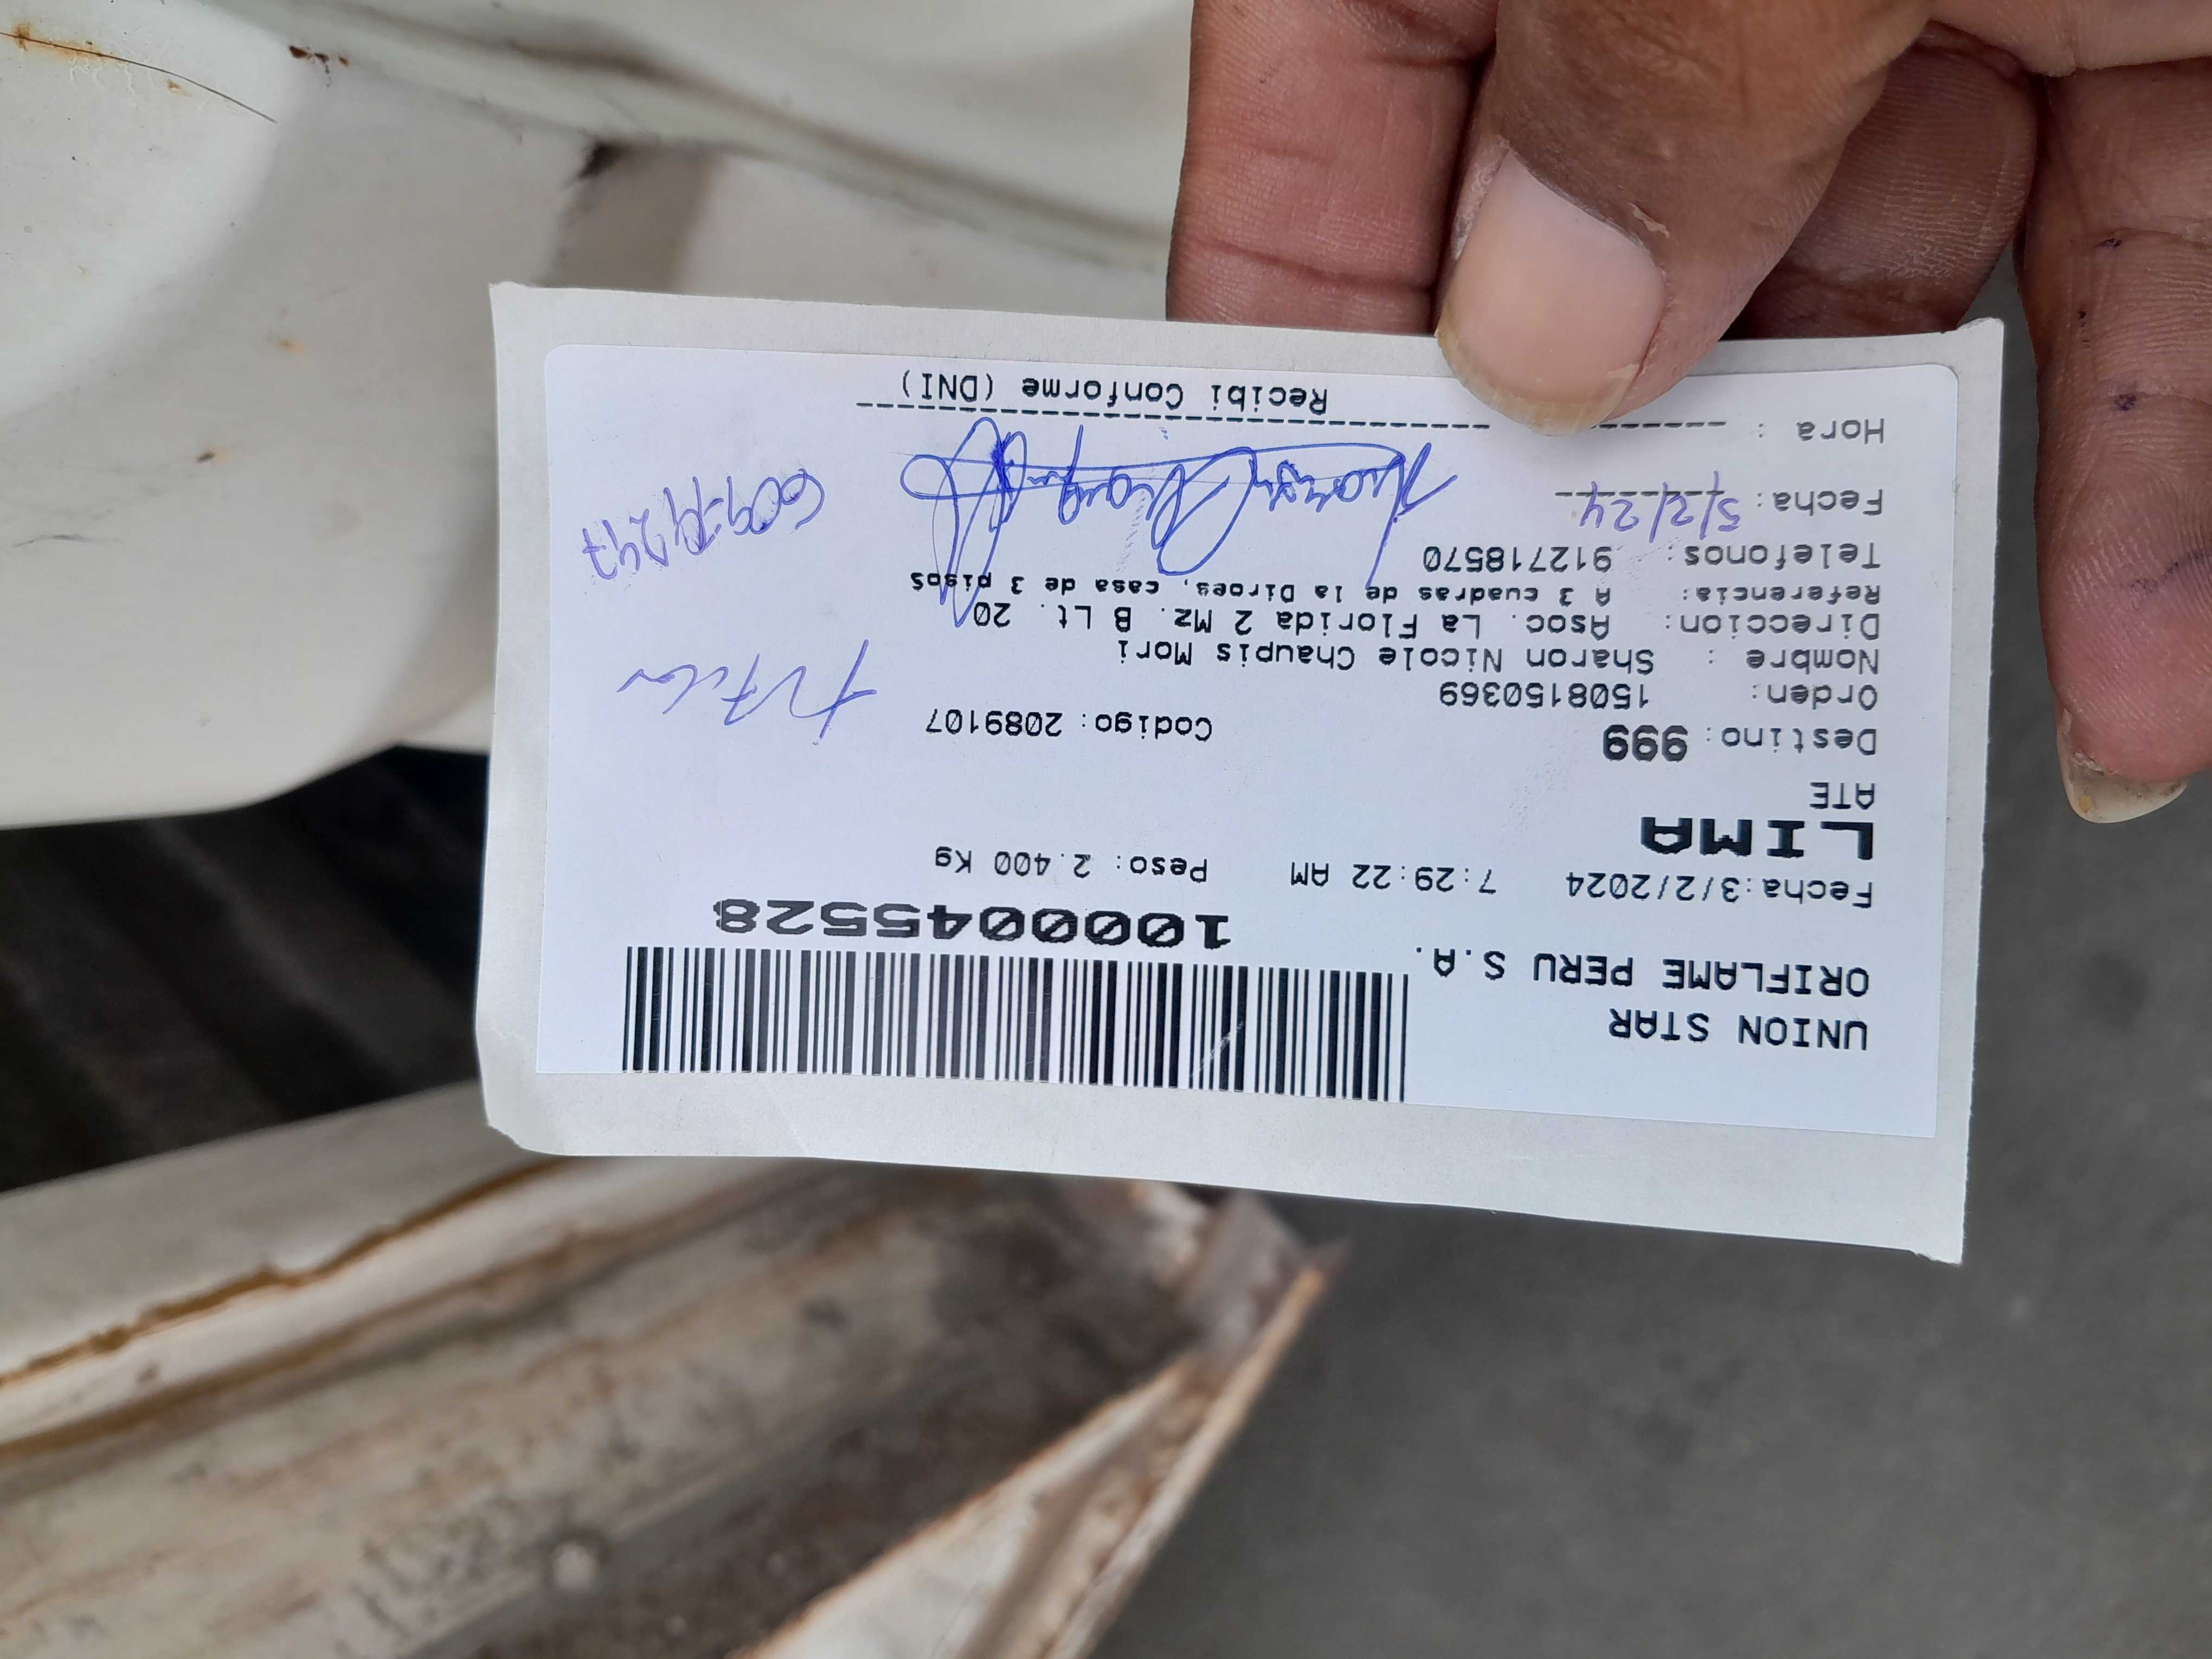 UNION STAR
ORIFLAME PERU S.A.
1000045528
Fecha:3/2/2024 7:29:22 AM Peso: 2.400 Kg
LIMA
ATE
Destino: 999 Codigo: 2089107
Orden: 1508150369
Nombre : Sharon Nicole Chaupis Mori
Direccion: Asoc. La Florida 2 Mz. B Lt. 20
Referencia: A 3 cuadras de la Diroes, casa de 3 pisos
Telefonos: 912718570
Fecha: 5/2/24
Hora :
Recibi Conforme (DNI)